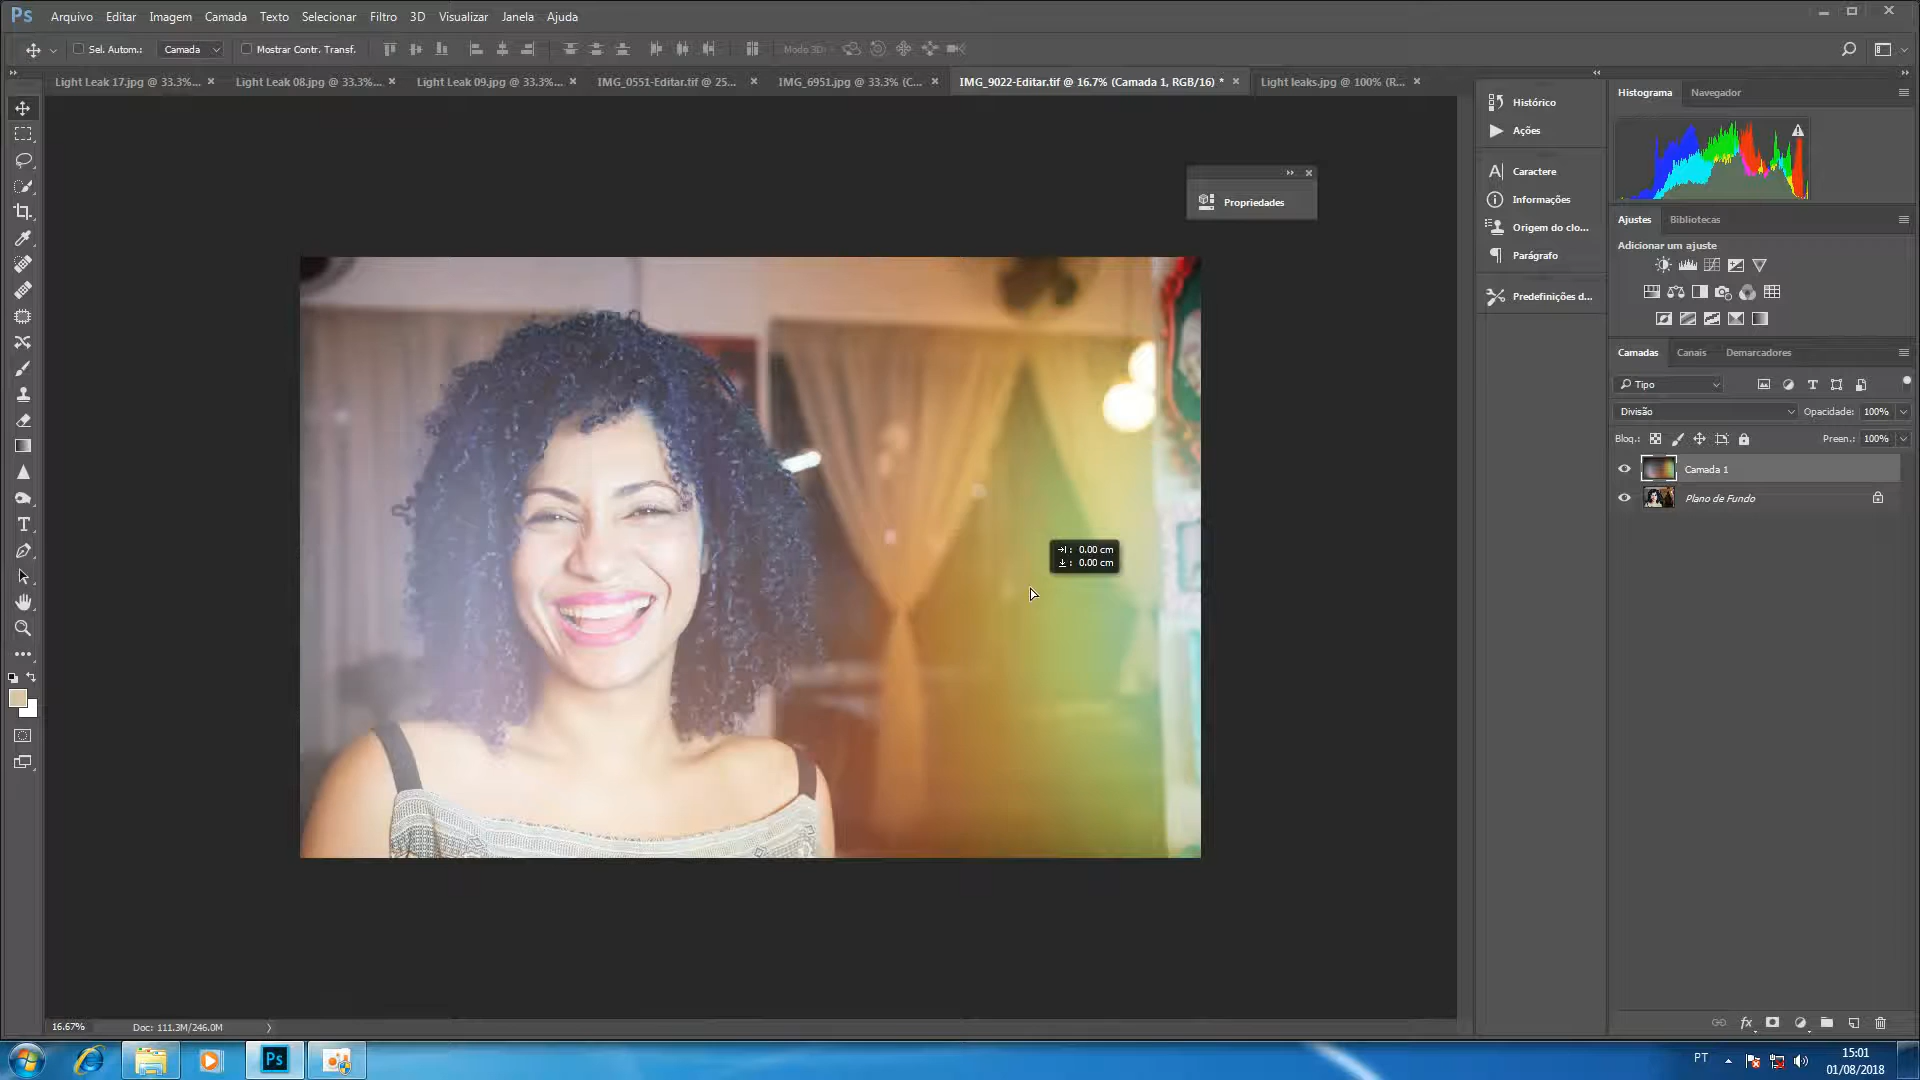 Ps Arquivo Editar Imagem Camada Texto Selecionar Filtro 3D Visualizar Janela Ajuda
Sel. Autom.: Camada Mostrar Contr. Transf. Modo 3D:
Light Leak 17.jpg @ 33.3%... Light Leak 08.jpg @ 33.3%... Light Leak 09.jpg @ 33.3%... IMG_0551-Editar.tif @ 25... IMG_6951.jpg @ 33.3% (C... IMG_9022-Editar.tif @ 16.7% (Camada 1, RGB/16) * Light leaks.jpg @ 100% (R...
Histórico
Ações
Caractere
Informações
Origem do clo...
Parágrafo
Predefinições d...
Propriedades
→|: 0.00 cm
0.00 cm
Histograma Navegador
Ajustes Bibliotecas
Adicionar um ajuste
Camadas Canais Demarcadores
Tipo
Divisão Opacidade: 100%
Bloq.: Preen.: 100%
Camada 1
Plano de Fundo
fx
16.67% Doc: 111.3M/246.0M
Ps
PT
15:01
01/08/2018